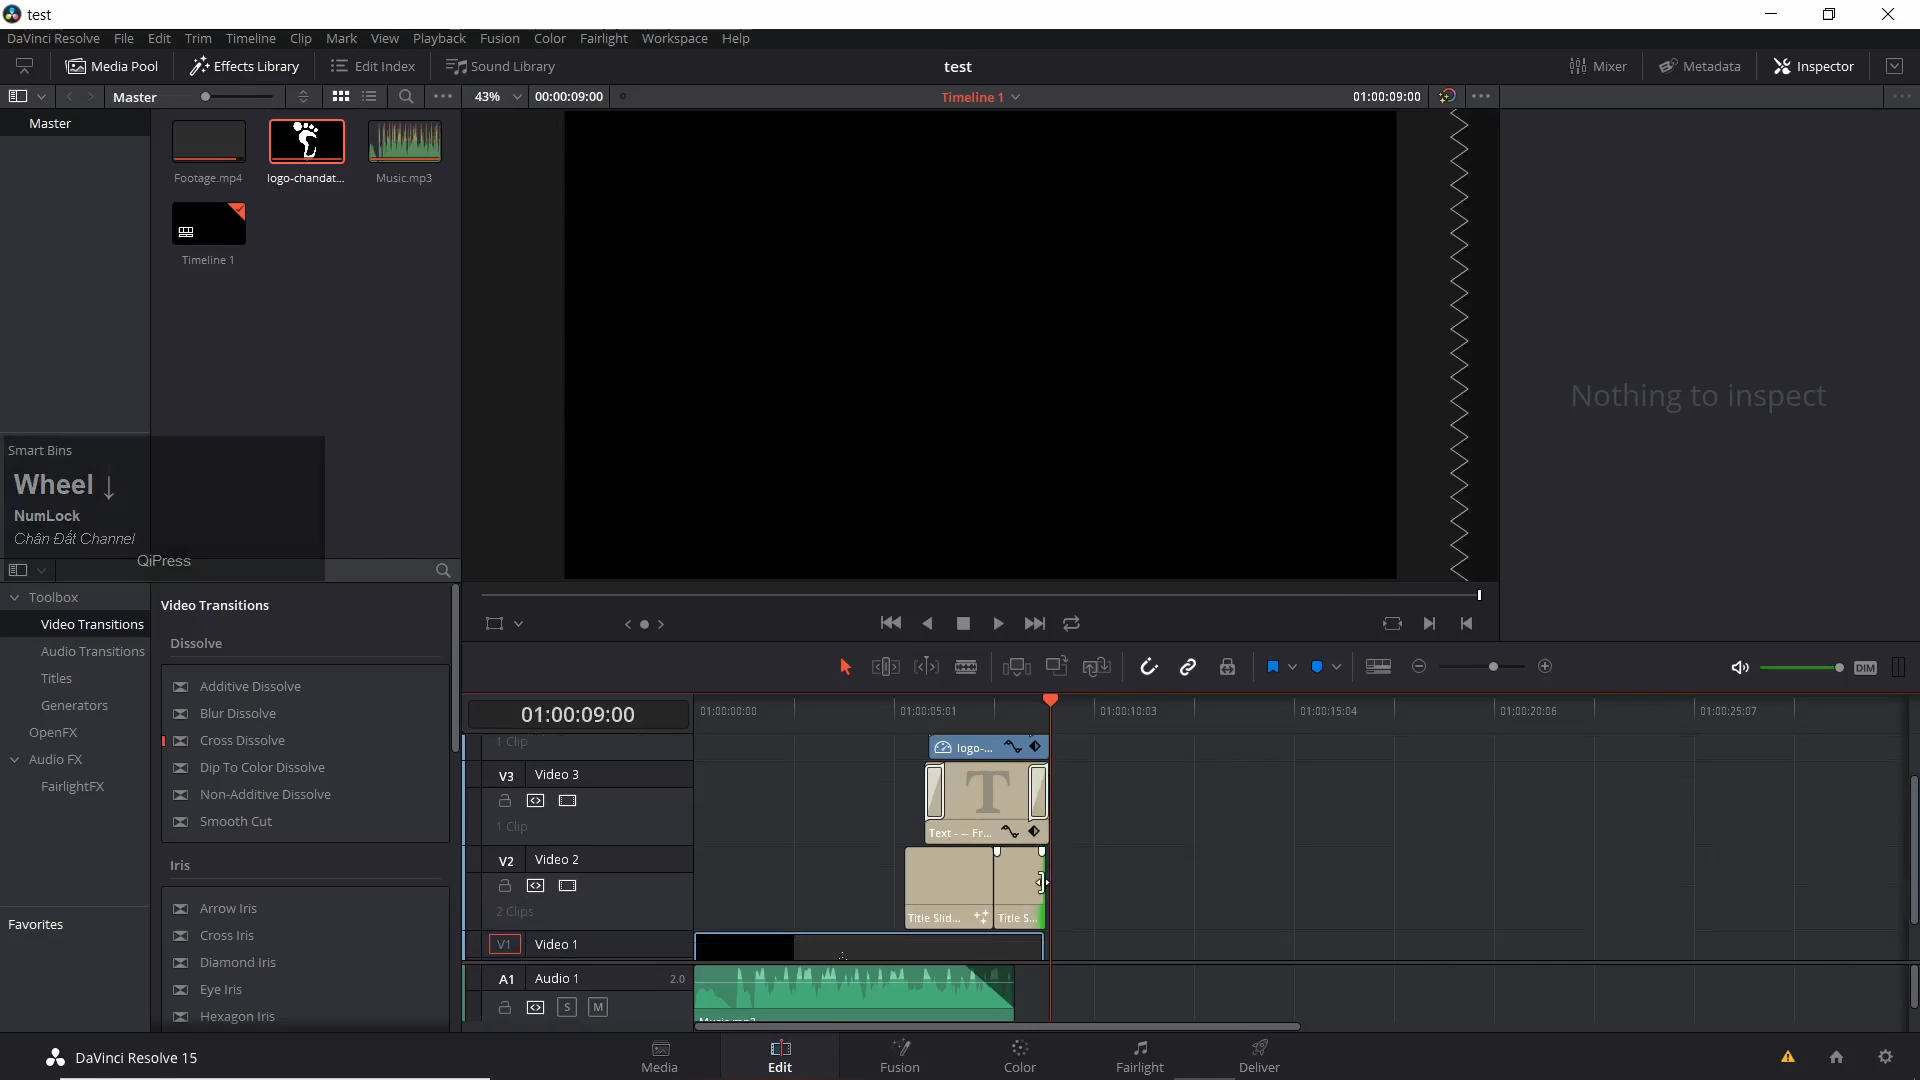 test
DaVinci Resolve File Edit Trim Timeline Clip Mark View Playback Fusion Color Fairlight Workspace Help
Media Pool Effects Library Edit Index Sound Library test Mixer Metadata Inspector
Master 43% 00:00:09:00 Timeline 1 01:00:09:00
Master
Footage.mp4 logo-chandat... Music.mp3
Timeline 1
Nothing to inspect
Smart Bins
Wheel ↓
NumLock
Chân Đất Channel
QiPress
Toolbox
Video Transitions
Audio Transitions
Titles
Generators
OpenFX
Audio FX
FairlightFX
Favorites
Video Transitions
Dissolve
Additive Dissolve
Blur Dissolve
Cross Dissolve
Dip To Color Dissolve
Non-Additive Dissolve
Smooth Cut
Iris
Arrow Iris
Cross Iris
Diamond Iris
Eye Iris
Hexagon Iris
DIM
01:00:09:00 01:00:00:00 01:00:05:01 01:00:10:03 01:00:15:04 01:00:20:06 01:00:25:07
1 Clip logo-...
V3 Video 3
T
1 Clip Text - -- Fr...
V2 Video 2
2 Clips Title Slid... Title S...
V1 Video 1
A1 Audio 1 2.0
S M
DaVinci Resolve 15 Media Edit Fusion Color Fairlight Deliver